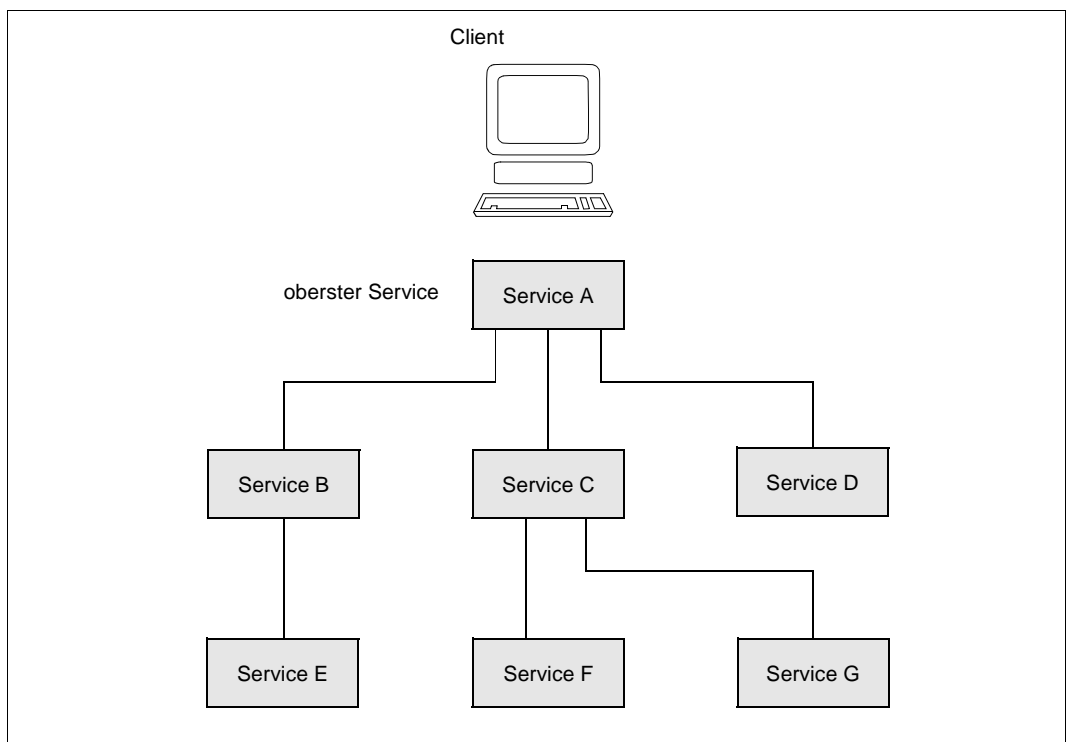 Client
oberster Service
Service A
Service B
Service C
Service D
Service E
Service F
Service G